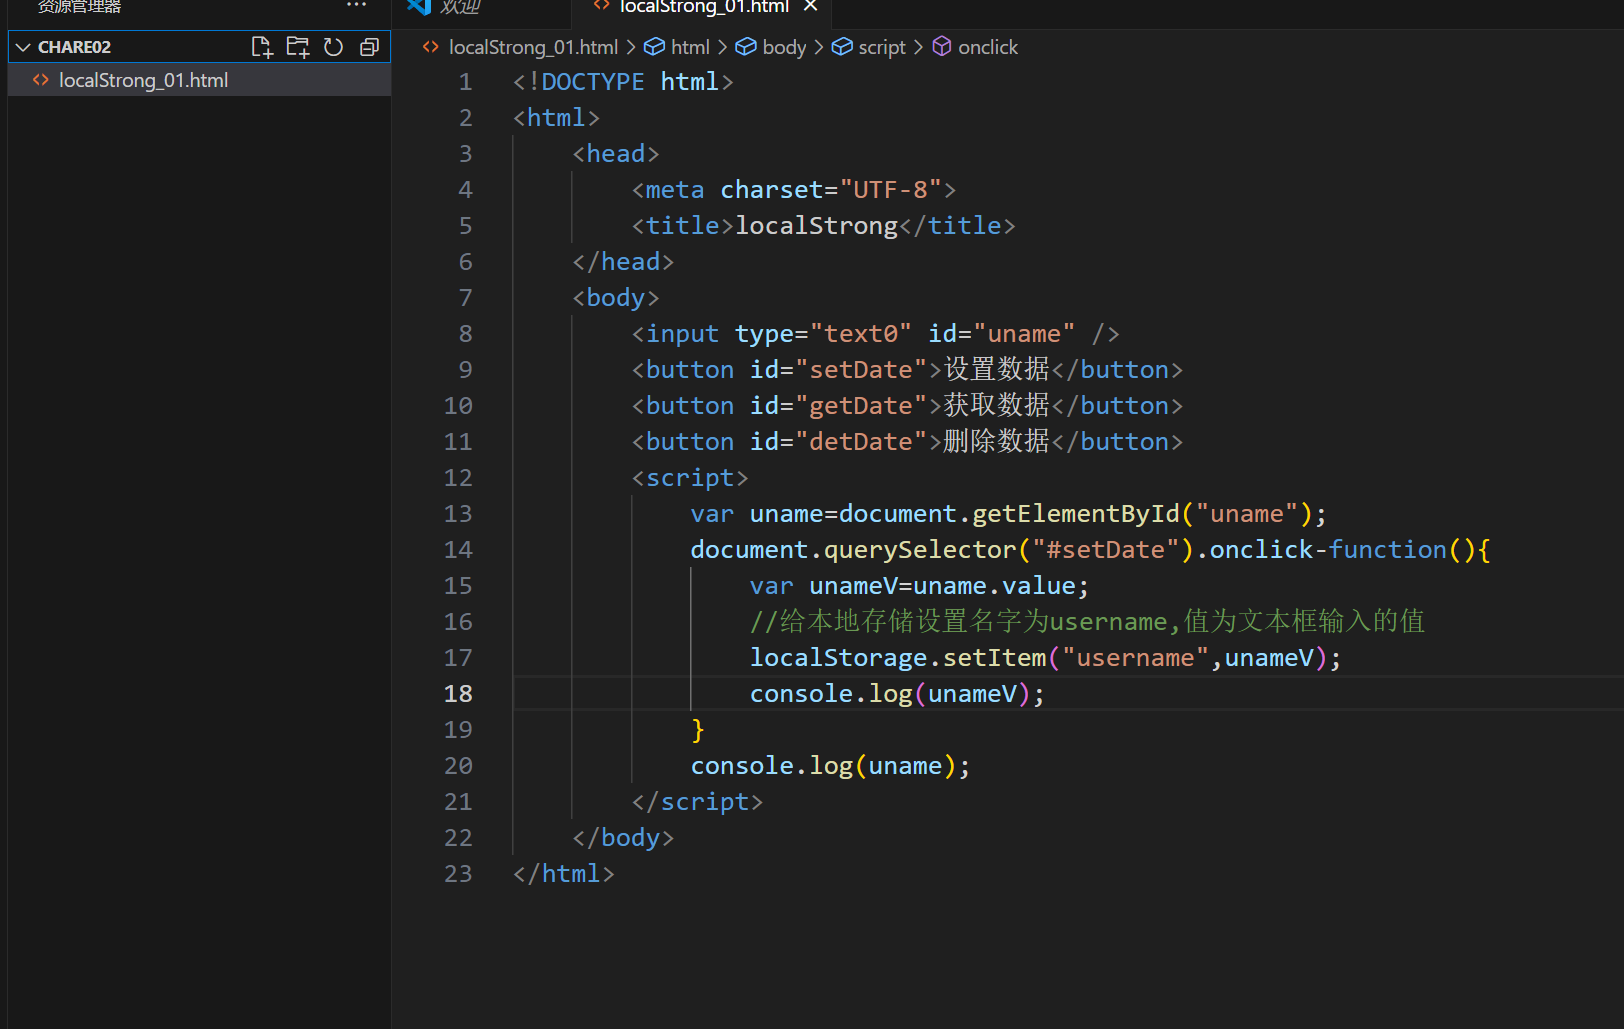 资源管理器
欢迎
localStrong_01.html
CHARE02
localStrong_01.html
localStrong_01.html > html > body > script > onclick
1 <!DOCTYPE html>
2 <html>
3 <head>
4 <meta charset="UTF-8">
5 <title>localStrong</title>
6 </head>
7 <body>
8 <input type="text0" id="uname" />
9 <button id="setDate">设置数据</button>
10 <button id="getDate">获取数据</button>
11 <button id="detDate">删除数据</button>
12 <script>
13 var uname=document.getElementById("uname");
14 document.querySelector("#setDate").onclick-function(){
15 var unameV=uname.value;
16 //给本地存储设置名字为username,值为文本框输入的值
17 localStorage.setItem("username",unameV);
18 console.log(unameV);
19 }
20 console.log(uname);
21 </script>
22 </body>
23 </html>